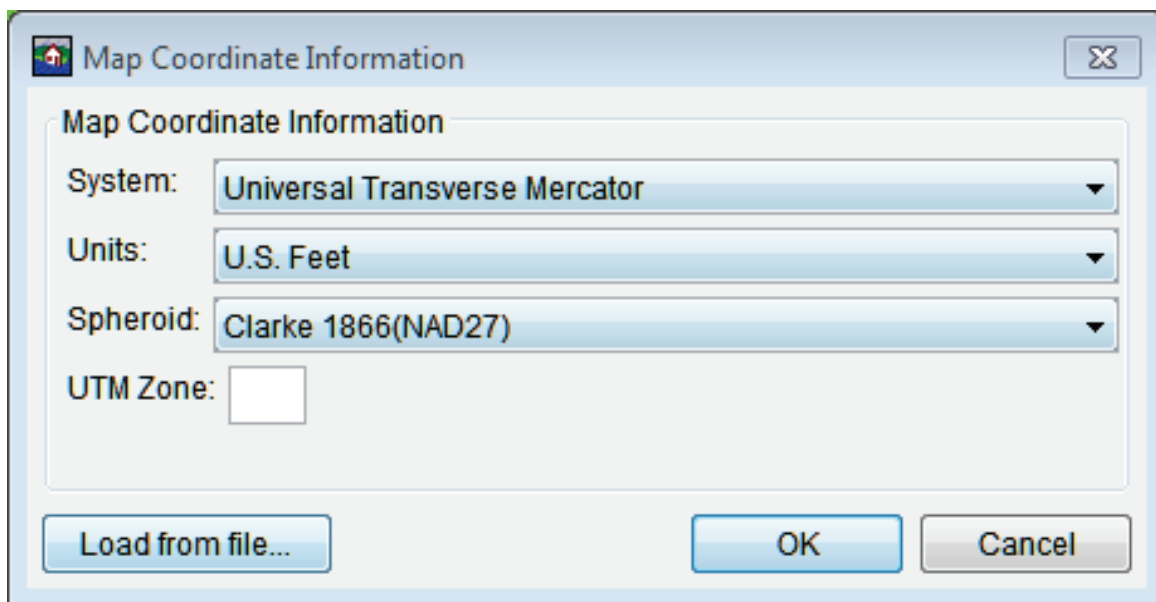 Map Coordinate Information
Map Coordinate Information
System: Universal Transverse Mercator
Units: U.S. Feet
Spheroid: Clarke 1866(NAD27)
UTM Zone:
Load from file... OK Cancel